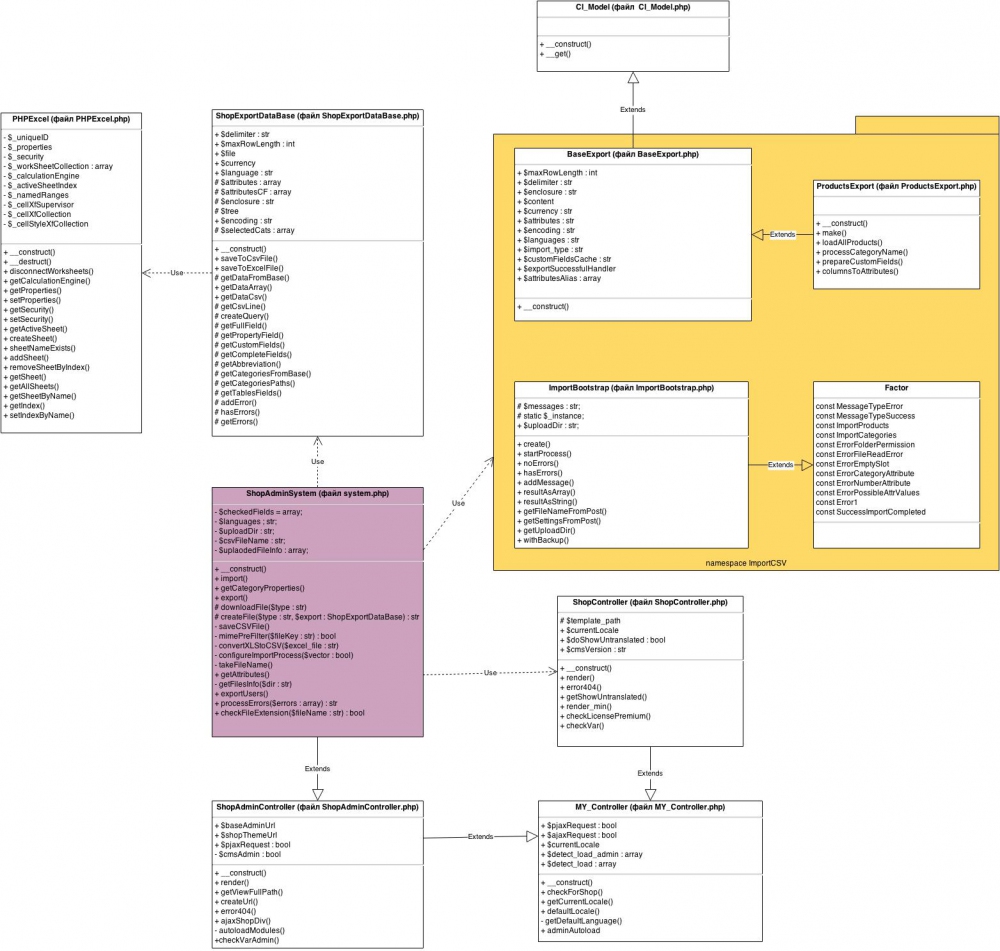 CI_Model (файл CI_Model.php)
+ __construct()
+ __get()
Extends
PHPExcel (файл PHPExcel.php)
- $_uniqueID
- $_properties
- $_security
- $_workSheetCollection : array
- $_calculationEngine
- $_activeSheetIndex
- $_namedRanges
- $_cellXfSupervisor
- $_cellXfCollection
- $_cellStyleXfCollection
+ __construct()
+ __destruct()
+ disconnectWorksheets()
+ getCalculationEngine()
+ getProperties()
+ setProperties()
+ getSecurity()
+ setSecurity()
+ getActiveSheet()
+ createSheet()
+ sheetNameExists()
+ addSheet()
+ removeSheetByIndex()
+ getSheet()
+ getAllSheets()
+ getSheetByName()
+ getIndex()
+ setIndexByName()
Use
ShopExportDataBase (файл ShopExportDataBase.php)
+ $delimiter : str
+ $maxRowLength : int
+ $file
+ $currency
+ $language : str
# $attributes : array
# $attributesCF : array
# $enclosure : str
# $tree
+ $encoding : str
# $selectedCats : array
+ __construct()
+ saveToCsvFile()
+ saveToExcelFile()
# getDataFromBase()
+ getDataArray()
+ getDataCsv()
# getCsvLine()
# createQuery()
# getFullField()
# getPropertyField()
# getCustomFields()
# getCompleteFields()
# getAbbreviation()
# getCategoriesFromBase()
# getCategoriesPaths()
# getTablesFields()
# addError()
# hasErrors()
# getErrors()
Use
BaseExport (файл BaseExport.php)
+ $maxRowLength : int
+ $delimiter : str
+ $enclosure : str
+ $content
+ $currency : str
+ $attributes : str
+ $encoding : str
+ $languages : str
+ $import_type : str
+ $customFieldsCache : str
+ $exportSuccessfulHandler
+ $attributesAlias : array
+ __construct()
Extends
ProductsExport (файл ProductsExport.php)
+ __construct()
+ make()
+ loadAllProducts()
+ processCategoryName()
+ prepareCustomFields()
+ columnsToAttributes()
ImportBootstrap (файл ImportBootstrap.php)
# $messages : str;
# static $_instance;
# $uploadDir : str;
+ create()
+ startProcess()
+ noErrors()
+ hasErrors()
+ addMessage()
+ resultAsArray()
+ resultAsString()
+ getFileNameFromPost()
+ getSettingsFromPost()
+ getUploadDir()
+ withBackup()
Extends
Factor
const MessageTypeError
const MessageTypeSuccess
const ImportProducts
const ImportCategories
const ErrorFolderPermission
const ErrorFileReadError
const ErrorEmptySlot
const ErrorCategoryAttribute
const ErrorNumberAttribute
const ErrorPossibleAttrValues
const Error1
const SuccessImportCompleted
namespace ImportCSV
ShopAdminSystem (файл system.php)
- $checkedFields = array;
- $languages ; str;
- $uploadDir : str;
- $csvFileName : str;
- $uplaodedFileInfo : array;
+ __construct()
+ import()
+ getCategoryProperties()
+ export()
# downloadFile($type : str)
# createFile($type : str, $export : ShopExportDataBase) : str
- saveCSVFile()
- mimePreFilter($fileKey : str) : bool
- convertXLStoCSV($excel_file : str)
- configureImportProcess($vector : bool)
- takeFileName()
+ getAttributes()
- getFilesInfo($dir : str)
+ exportUsers()
+ processErrors($errors : array) : str
+ checkFileExtension($fileName : str) : bool
Use
Use
ShopController (файл ShopController.php)
# $template_path
+ $currentLocale
+ $doShowUntranslated : bool
+ $cmsVersion : str
+ __construct()
+ render()
+ error404()
+ getShowUntranslated()
+ render_min()
+ checkLicensePremium()
+ checkVar()
Extends
Extends
ShopAdminController (файл ShopAdminController.php)
+ $baseAdminUrl
+ $shopThemeUrl
+ $pjaxRequest : bool
- $cmsAdmin : bool
+ __construct()
+ render()
+ getViewFullPath()
+ createUrl()
+ error404()
+ ajaxShopDiv()
- autoloadModules()
+checkVarAdmin()
Extends
MY_Controller (файл MY_Controller.php)
+ $pjaxRequest : bool
+ $ajaxRequest : bool
+ $currentLocale
+ $detect_load_admin : array
+ $detect_load : array
+ __construct()
+ checkForShop()
+ getCurrentLocale()
+ defaultLocale()
- getDefaultLanguage()
+ adminAutoload